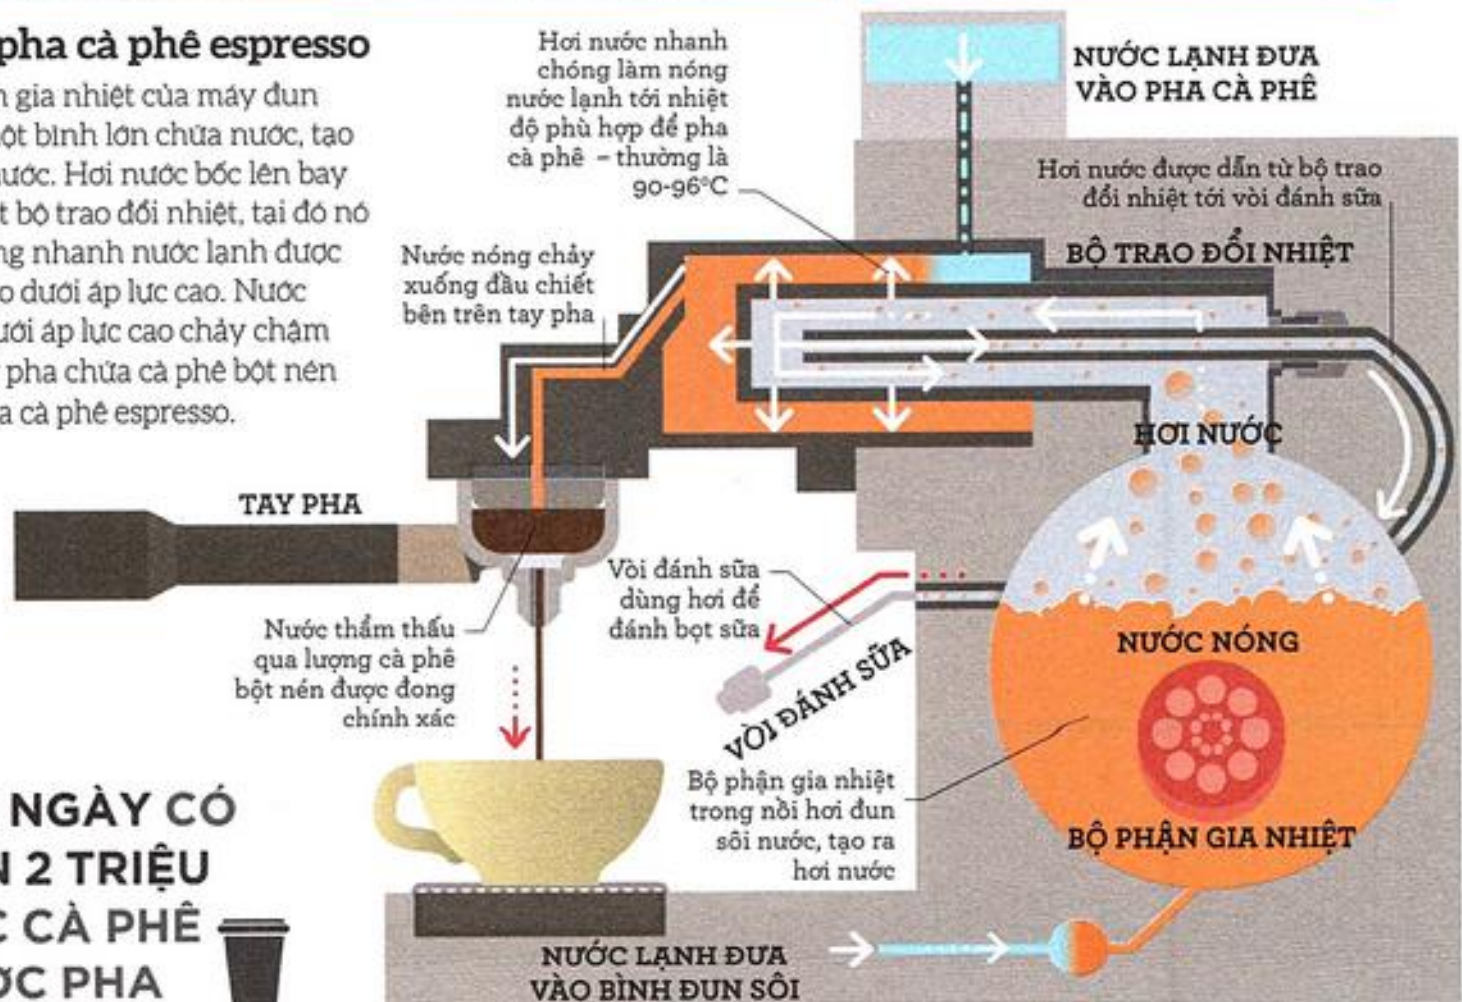 pha cà phê espresso
gia nhiệt của máy đun
bình lớn chứa nước, tạo
Hơi nước bốc lên bay
bộ trao đổi nhiệt, tại đó nó
nhanh nước lạnh được
dưới áp lực cao. Nước
áp lực cao chảy chậm
pha chứa cà phê bột nén
cà phê espresso.
Hơi nước nhanh
chóng làm nóng
nước lạnh tới nhiệt
độ phù hợp để pha
cà phê - thường là
90-96°C
NƯỚC LẠNH ĐƯA
VÀO PHA CÀ PHÊ
Hơi nước được dẫn từ bộ trao
đổi nhiệt tới vòi đánh sữa
BỘ TRAO ĐỔI NHIỆT
Nước nóng chảy
xuống đầu chiết
bên trên tay pha
HƠI NƯỚC
TAY PHA
Nước thẩm thấu
qua lượng cà phê
bột nén được đong
chính xác
Vòi đánh sữa
dùng hơi để
đánh bọt sữa
VÒI ĐÁNH SỮA
NƯỚC NÓNG
Bộ phận gia nhiệt
trong nồi hơi đun
sôi nước, tạo ra
hơi nước
BỘ PHẬN GIA NHIỆT
NGÀY CÓ
2 TRIỆU
CÀ PHÊ
PHA
NƯỚC LẠNH ĐƯA
VÀO BÌNH ĐUN SÔI